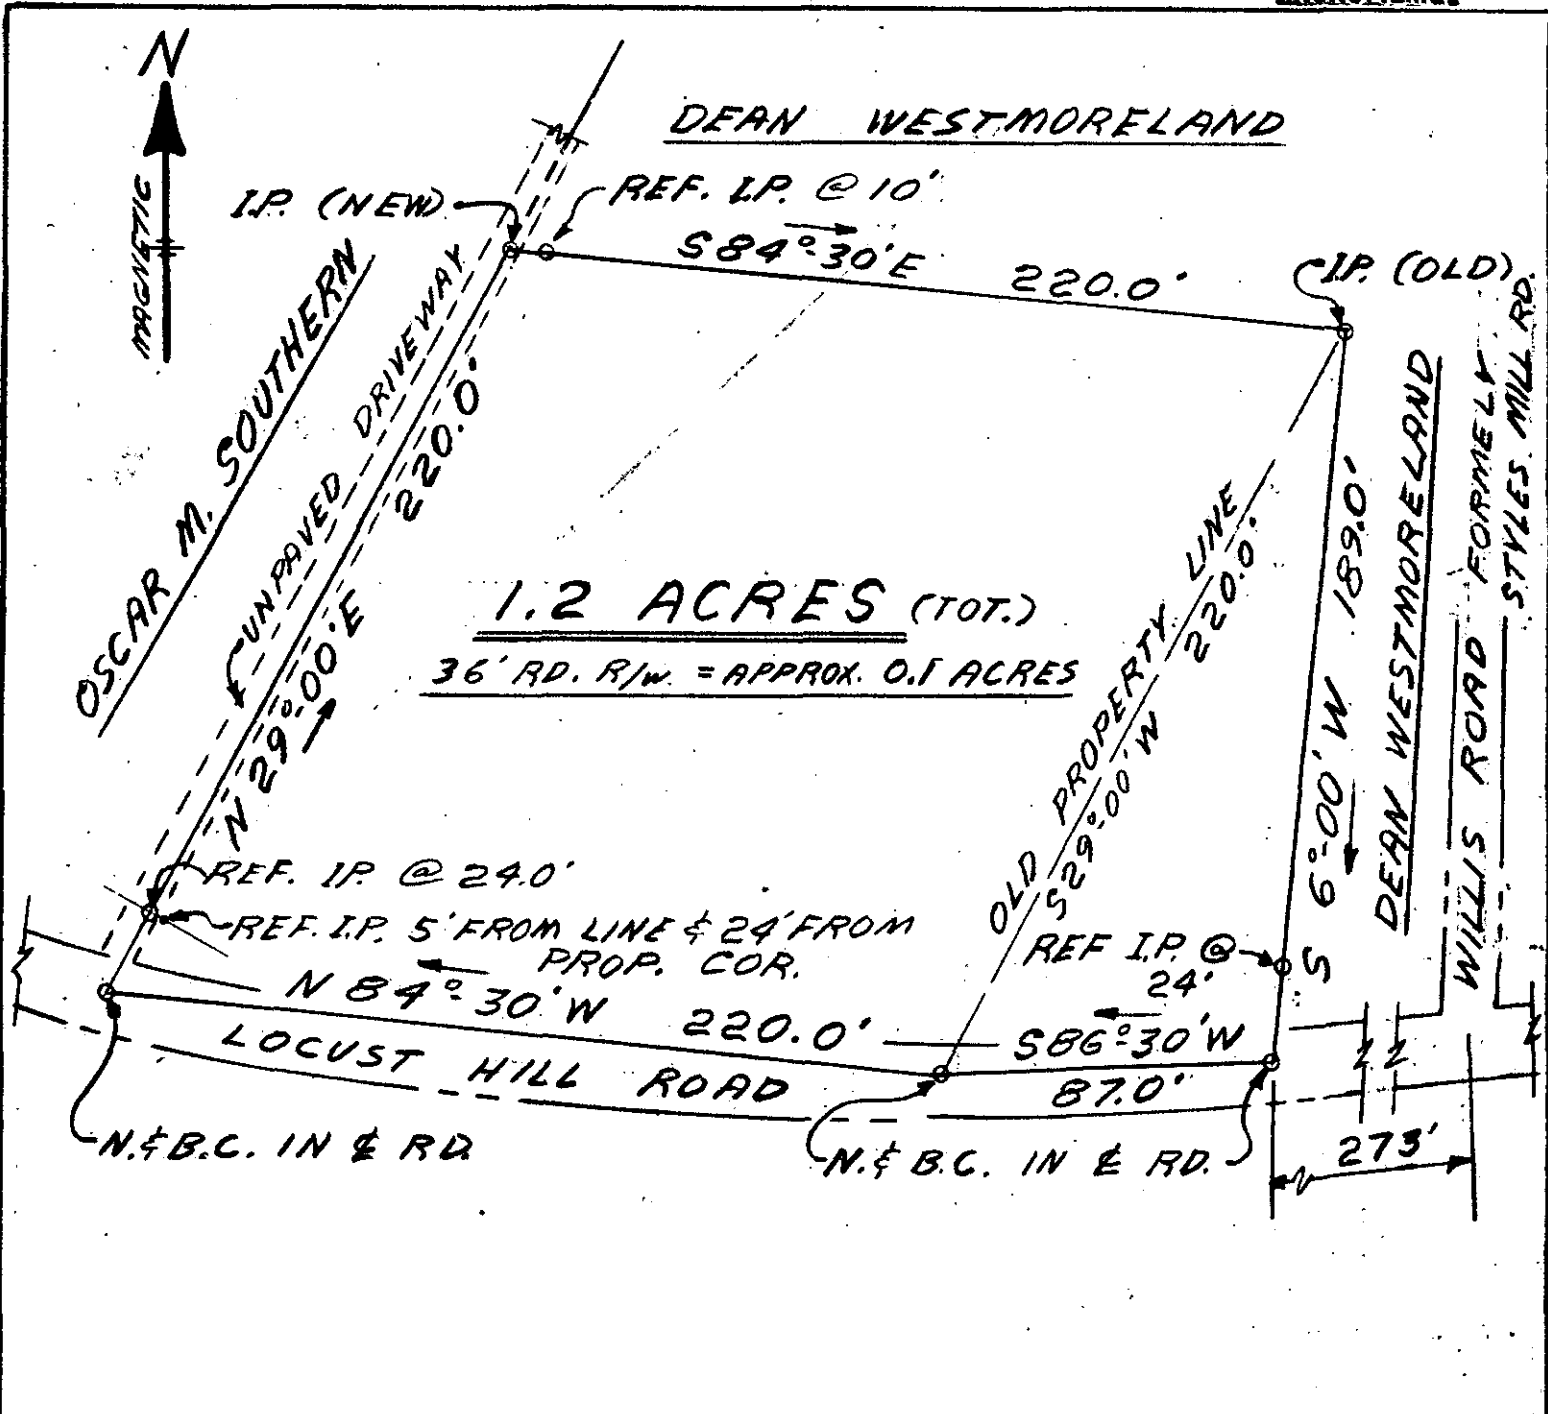 N
MAGNETIC
DEAN WESTMORELAND
I.P. (NEW)
REF. I.P. @ 10'
S 84°-30' E 220.0'
I.P. (OLD)
OSCAR M. SOUTHERN
UNPAVED DRIVEWAY
N 29°-00' E 220.0'
1.2 ACRES (TOT.)
36' RD. R/W. = APPROX. 0.1 ACRES
OLD PROPERTY LINE
S 29°-00' W 220.0'
S 6°-00' W 189.0'
DEAN WESTMORELAND
WILLIS ROAD FORMELY
STYLES MILL RD.
REF. I.P. @ 24.0'
REF. I.P. 5' FROM LINE & 24' FROM
PROP. COR.
REF I.P. @
24'
N 84°-30' W 220.0'
S 86°-30' W
87.0'
LOCUST HILL ROAD
N. & B.C. IN ℄ RD.
N. & B.C. IN ℄ RD.
273'